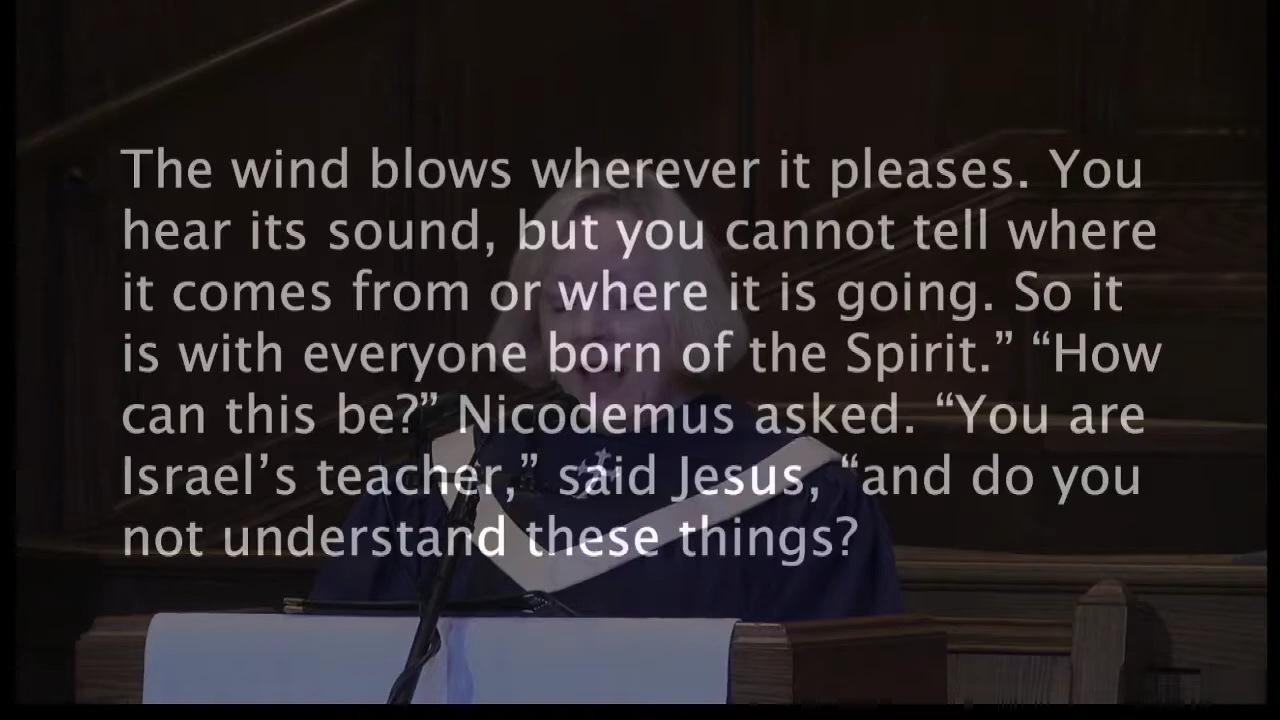 The wind blows wherever it pleases. You
hear its sound, but you cannot tell where
it comes from or where it is going. So it
is with everyone born of the Spirit.” “How
can this be?” Nicodemus asked. “You are
Israel’s teacher,” said Jesus, “and do you
not understand these things?